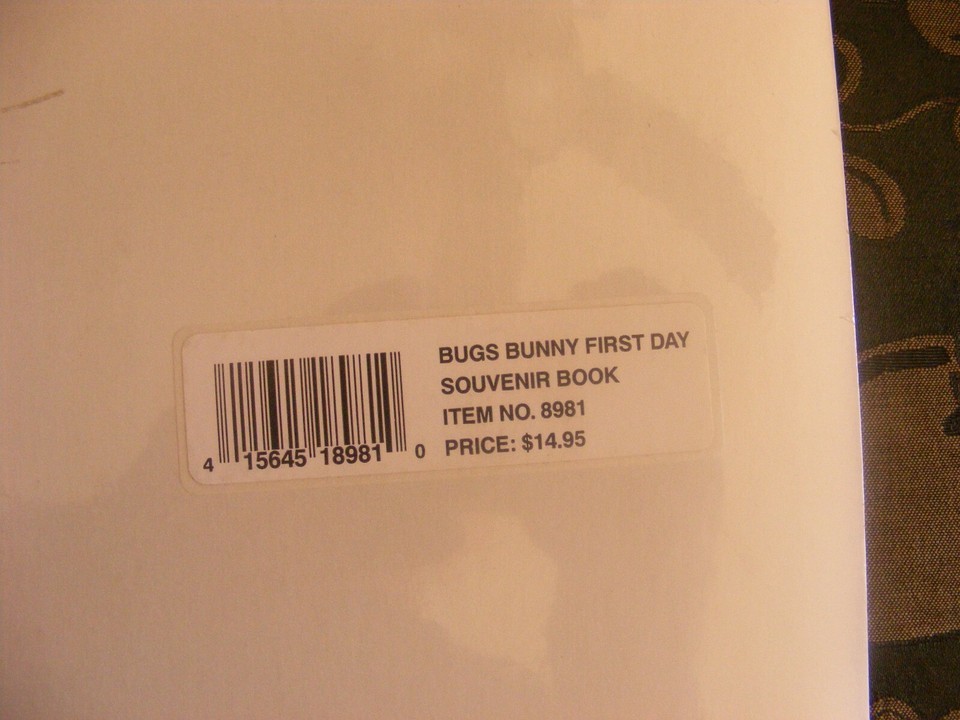 BUGS BUNNY FIRST DAY
SOUVENIR BOOK
ITEM NO. 8981
PRICE: $14.95
4 15645 18981 0